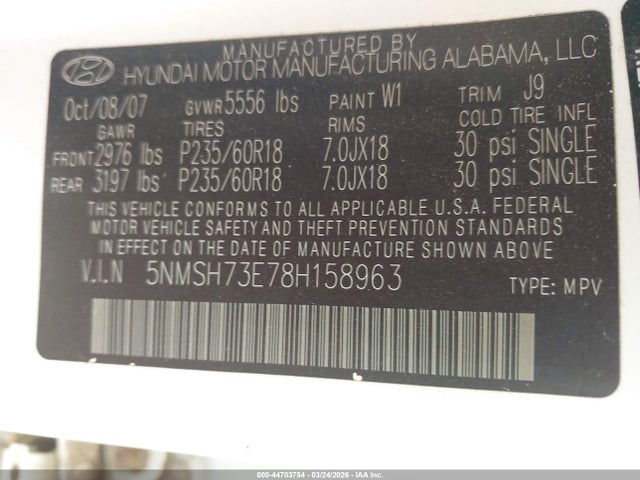 MANUFACTURED BY
HYUNDAI MOTOR MANUFACTURING ALABAMA, LLC
Oct/08/07 GVWR 5556 lbs PAINT W1 TRIM J9
GAWR TIRES RIMS COLD TIRE INFL
FRONT 2976 lbs P235/60R18 7.0JX18 30 psi SINGLE
REAR 3197 lbs P235/60R18 7.0JX18 30 psi SINGLE
THIS VEHICLE CONFORMS TO ALL APPLICABLE U.S.A. FEDERAL
MOTOR VEHICLE SAFETY AND THEFT PREVENTION STANDARDS
IN EFFECT ON THE DATE OF MANUFACTURE SHOWN ABOVE
V.I.N 5NMSH73E78H158963 TYPE: MPV
000-44703754 - 03/24/2026 - IAA, Inc.